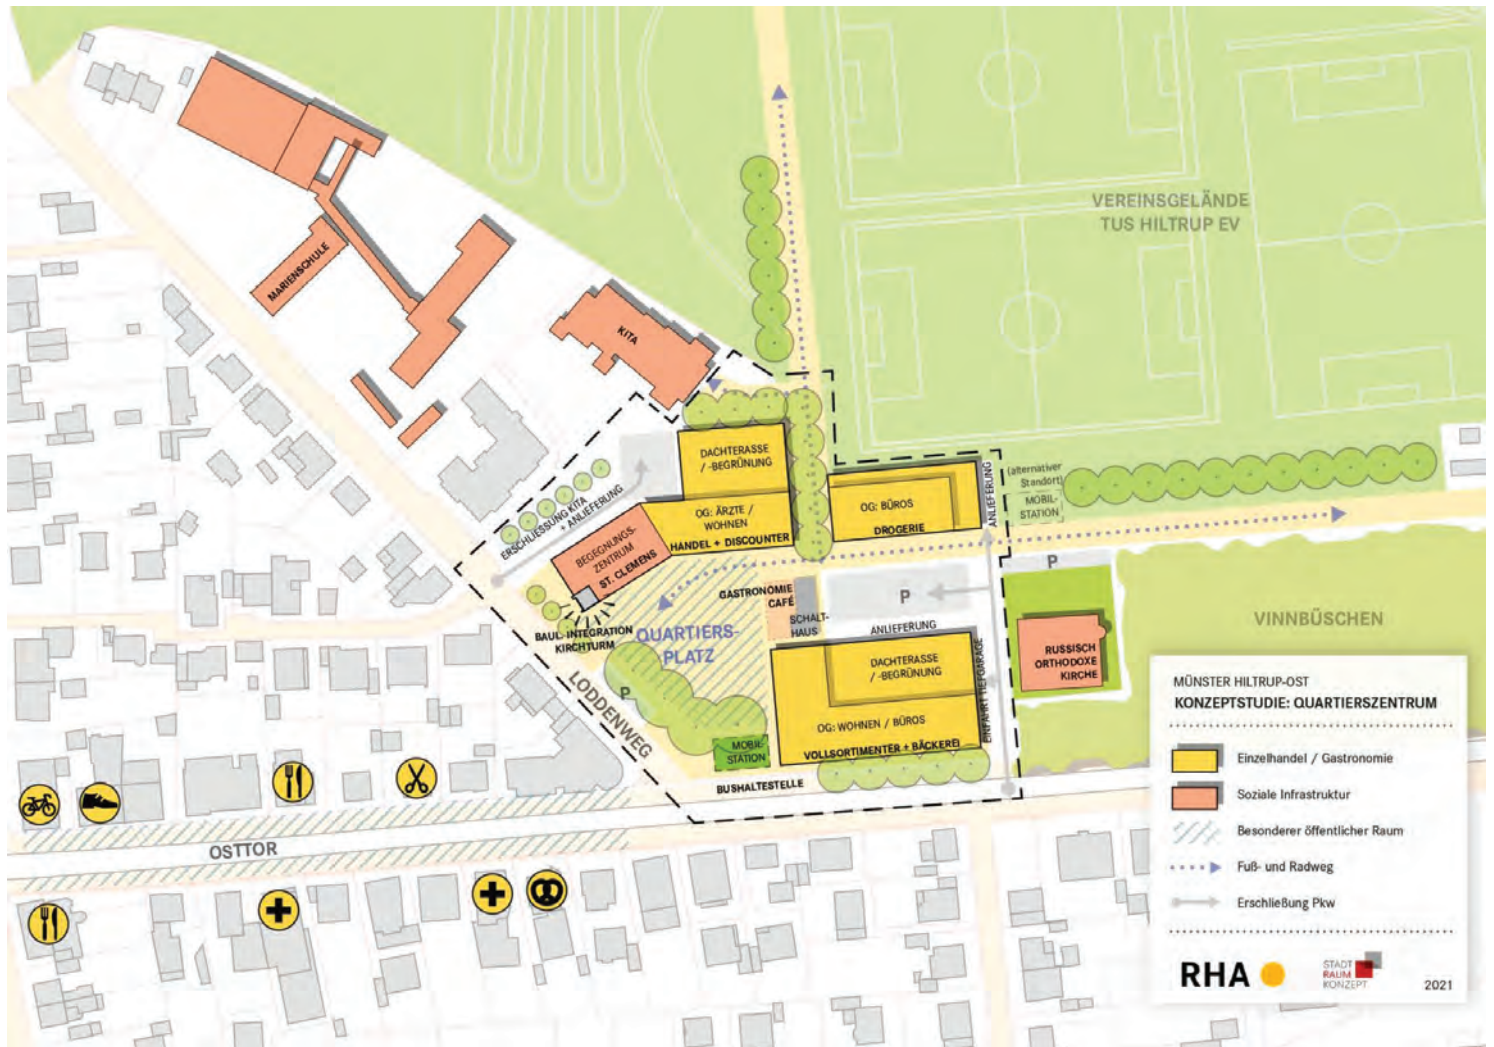 VEREINSGELÄNDE
TUS HILTRUP EV
MARIENSCHULE
KITA
DACHTERASSE
/ -BEGRÜNUNG
OG: ÄRZTE /
WOHNEN
HANDEL + DISCOUNTER
OG: BÜROS
DROGERIE
ANLIEFERUNG
(alternativer
Standort)
MOBIL-
STATION
ERSCHLIESSUNG KITA
+ ANLIEFERUNG
BEGEGNUNGS-
ZENTRUM
ST. CLEMENS
BAUL. INTEGRATION
KIRCHTURM
QUARTIERS-
PLATZ
GASTRONOMIE
CAFÉ
SCHALT-
HAUS
P
P
ANLIEFERUNG
DACHTERASSE
/ -BEGRÜNUNG
OG: WOHNEN / BÜROS
VOLLSORTIMENTER + BÄCKEREI
EINFAHRT TIEFGARAGE
RUSSISCH
ORTHODOXE
KIRCHE
VINNBÜSCHEN
P
LODDENWEG
MOBIL-
STATION
BUSHALTESTELLE
OSTTOR
MÜNSTER HILTRUP-OST
KONZEPTSTUDIE: QUARTIERSZENTRUM
Einzelhandel / Gastronomie
Soziale Infrastruktur
Besonderer öffentlicher Raum
Fuß- und Radweg
Erschließung Pkw
RHA
STADT
RAUM
KONZEPT
2021